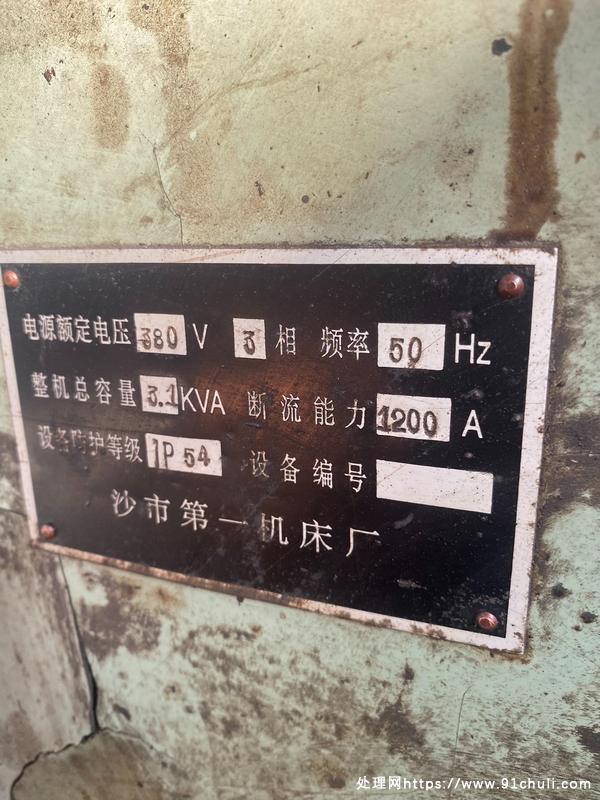 电源额定电压 380 V 3 相 频率 50 Hz
整机总容量 3.1 KVA 断流能力 1200 A
设备防护等级 IP54 设备编号
沙市第一机床厂
处理网https://www.91chuli.com